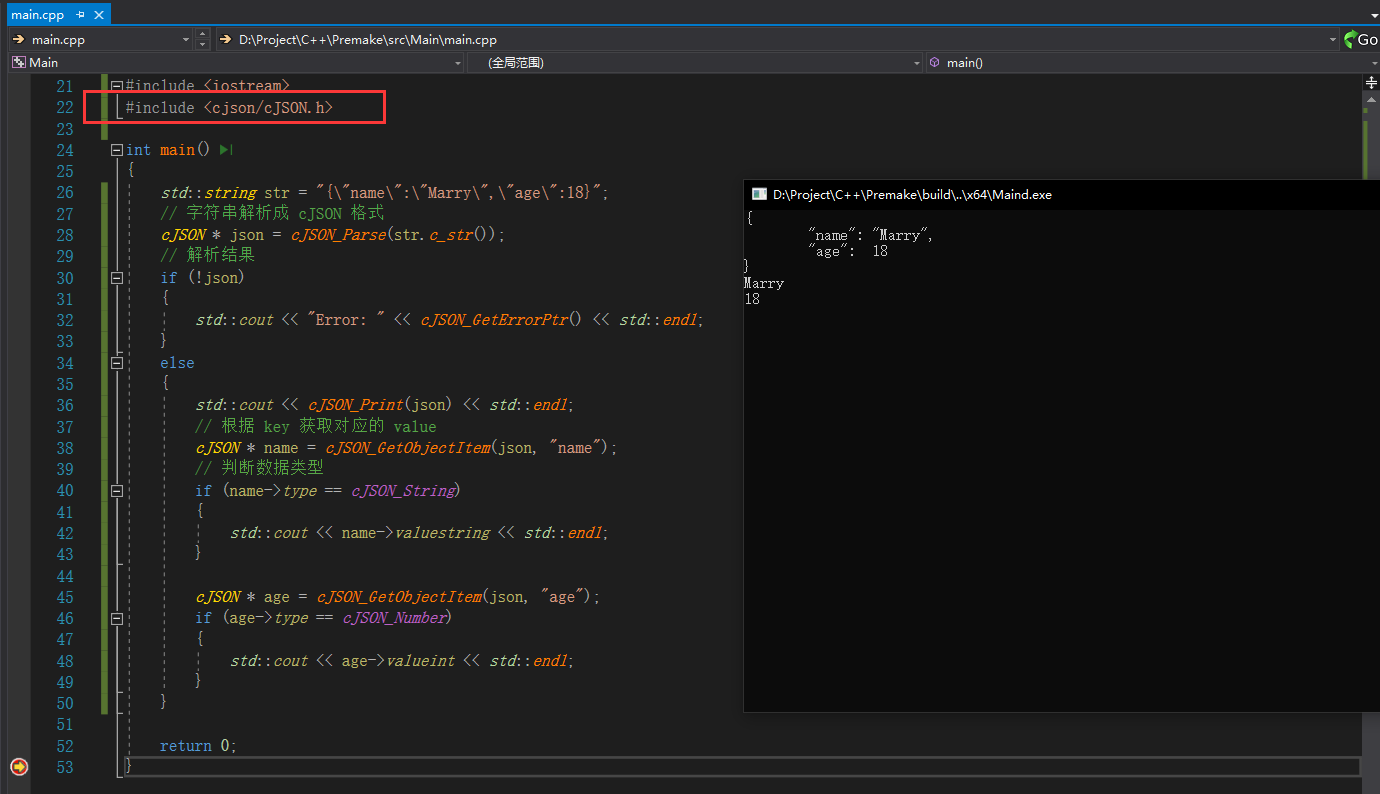 main.cpp
main.cpp
D:\Project\C++\Premake\src\Main\main.cpp
Go
Main
(全局范围)
main()
21 #include <iostream>
22 #include <cjson/cJSON.h>
23
24 int main()
25 {
26 std::string str = "{\"name\":\"Marry\",\"age\":18}";
27 // 字符串解析成 cJSON 格式
28 cJSON * json = cJSON_Parse(str.c_str());
29 // 解析结果
30 if (!json)
31 {
32 std::cout << "Error: " << cJSON_GetErrorPtr() << std::endl;
33 }
34 else
35 {
36 std::cout << cJSON_Print(json) << std::endl;
37 // 根据 key 获取对应的 value
38 cJSON * name = cJSON_GetObjectItem(json, "name");
39 // 判断数据类型
40 if (name->type == cJSON_String)
41 {
42 std::cout << name->valuestring << std::endl;
43 }
44
45 cJSON * age = cJSON_GetObjectItem(json, "age");
46 if (age->type == cJSON_Number)
47 {
48 std::cout << age->valueint << std::endl;
49 }
50 }
51
52 return 0;
53 }
D:\Project\C++\Premake\build\..\x64\Maind.exe
{
"name": "Marry",
"age": 18
}
Marry
18